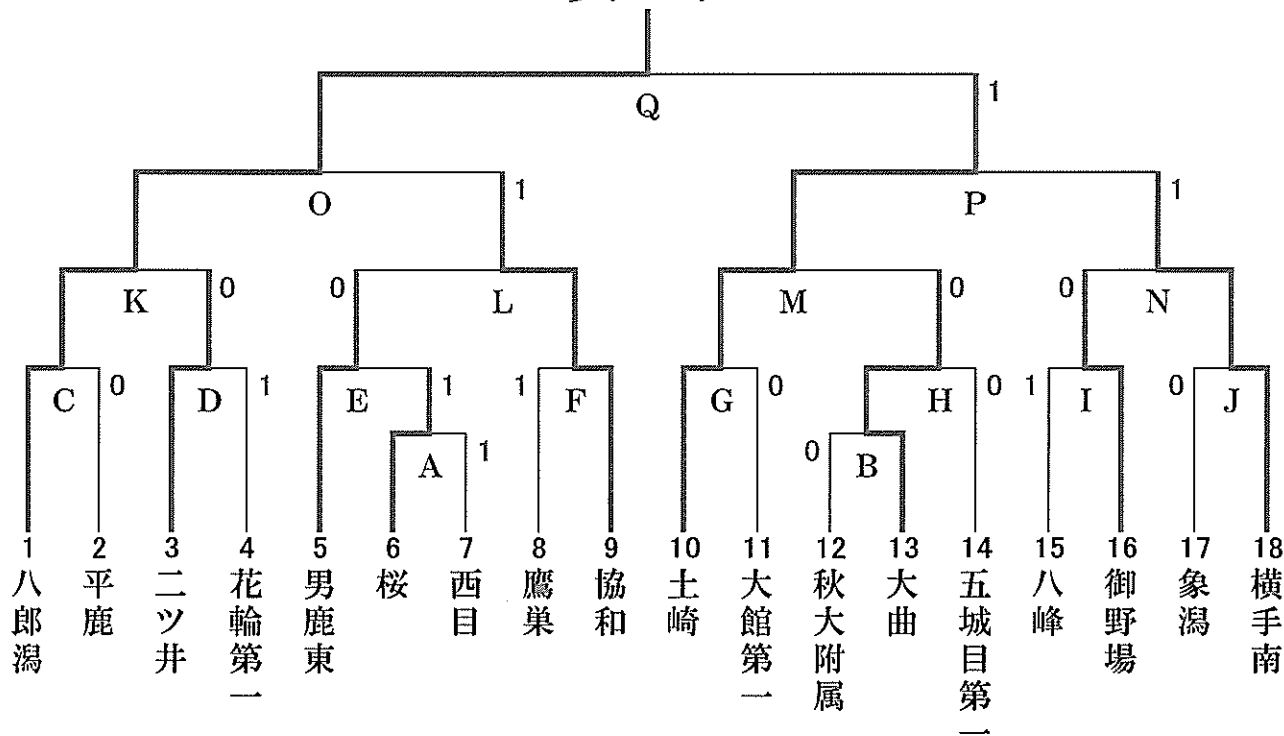 Q
1
O
1
P
1
K
0
0
L
M
0
0
N
C
0
D
1
E
1
1
F
G
0
H
0
1
I
0
J
A
1
0
B
1
2
3
4
5
6
7
8
9
10
11
12
13
14
15
16
17
18
八郎潟
平鹿
二ツ井
花輪第一
男鹿東
桜
西目
鷹巣
協和
土崎
大館第一
秋大附属
大曲
五城目第一
八峰
御野場
象潟
横手南